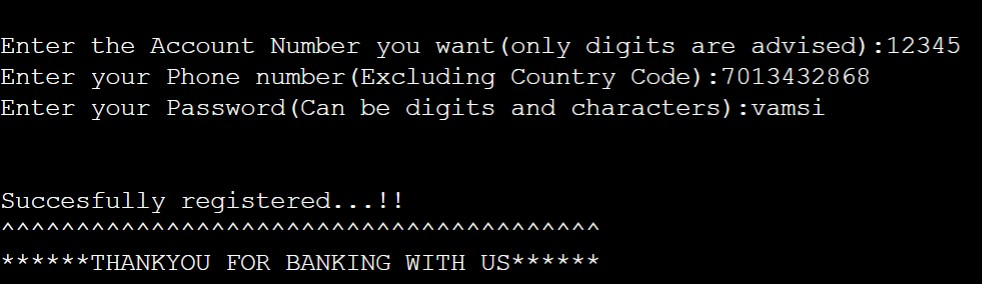 Enter the Account Number you want(only digits are advised):12345
Enter your Phone number(Excluding Country Code):7013432868
Enter your Password(Can be digits and characters):vamsi
Succesfully registered...!!
^^^^^^^^^^^^^^^^^^^^^^^^^^^^^^^^^^^^^^^^
******THANKYOU FOR BANKING WITH US******